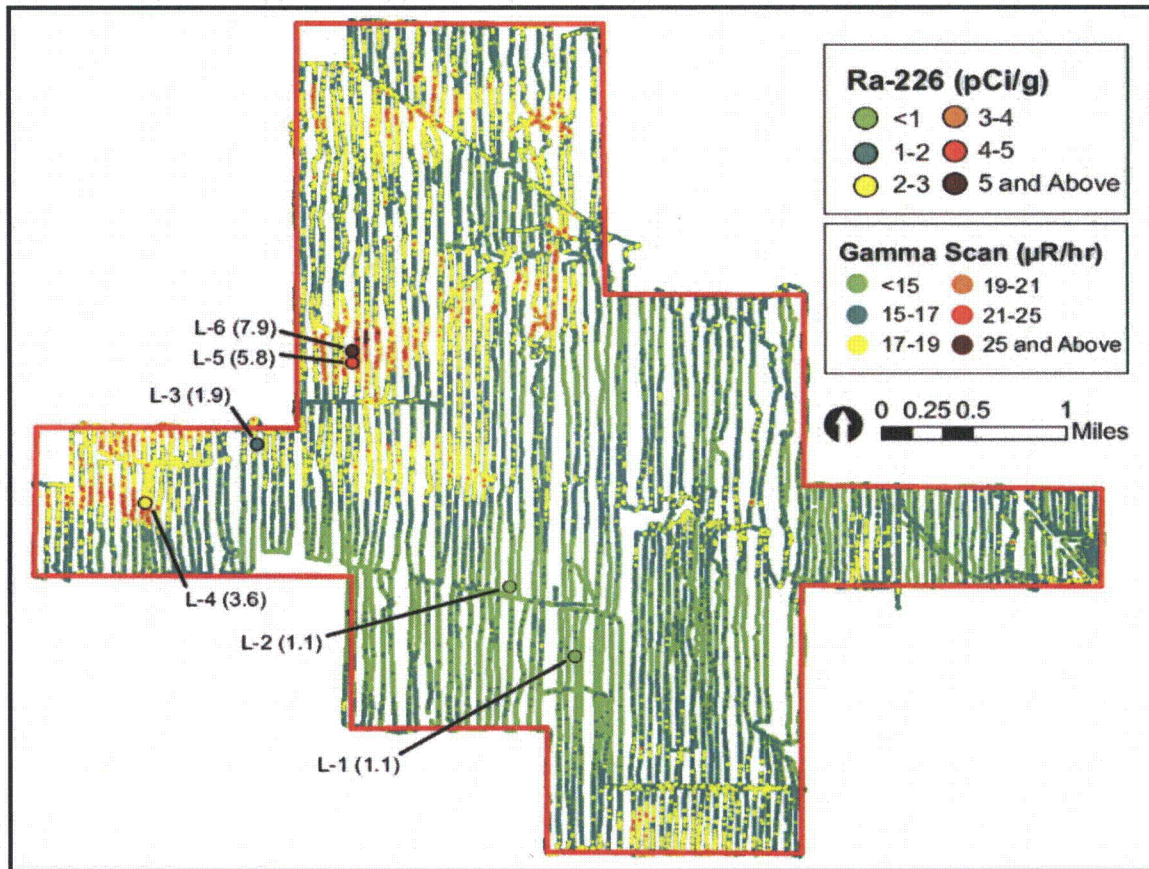 Ra-226 (pCi/g)
<1 3-4
1-2 4-5
2-3 5 and Above
Gamma Scan (µR/hr)
<15 19-21
15-17 21-25
17-19 25 and Above
0 0.25 0.5 1
Miles
L-6 (7.9)
L-5 (5.8)
L-3 (1.9)
L-4 (3.6)
L-2 (1.1)
L-1 (1.1)